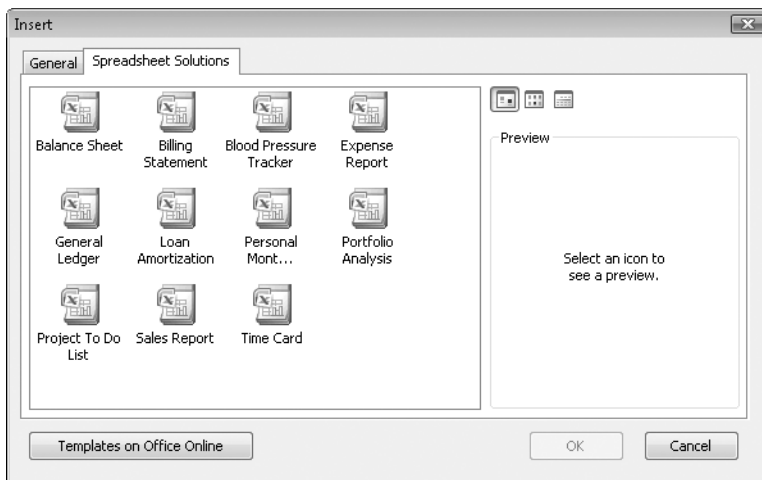 Insert
General
Spreadsheet Solutions
Balance Sheet
Billing
Statement
Blood Pressure
Tracker
Expense
Report
General
Ledger
Loan
Amortization
Personal
Mont...
Portfolio
Analysis
Project To Do
List
Sales Report
Time Card
Preview
Select an icon to
see a preview.
Templates on Office Online
OK
Cancel